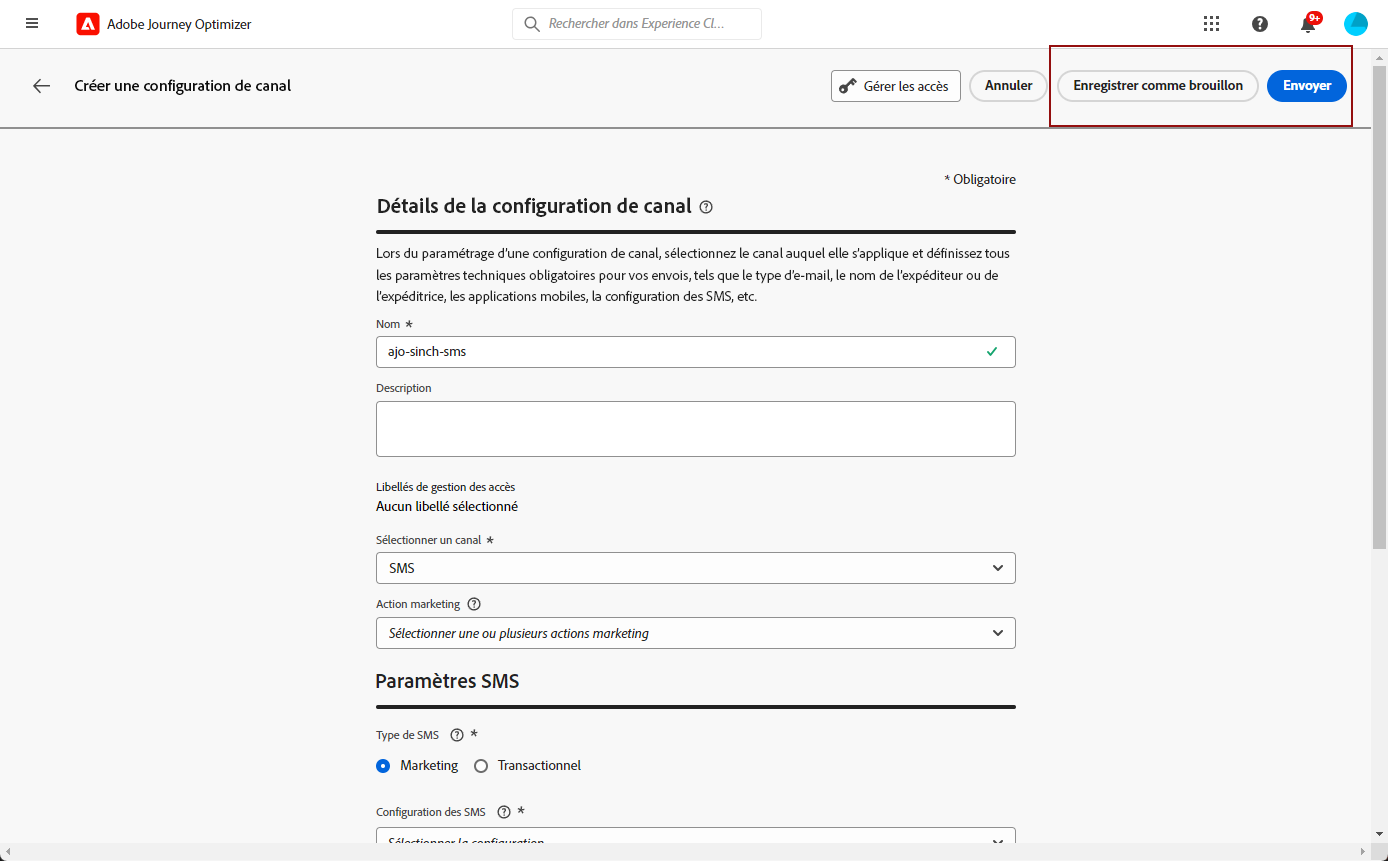 Adobe Journey Optimizer
Rechercher dans Experience Cl...
9+
Créer une configuration de canal
Gérer les accès
Annuler
Enregistrer comme brouillon
Envoyer
* Obligatoire
Détails de la configuration de canal
Lors du paramétrage d'une configuration de canal, sélectionnez le canal auquel elle s'applique et définissez tous
les paramètres techniques obligatoires pour vos envois, tels que le type d'e-mail, le nom de l'expéditeur ou de
l'expéditrice, les applications mobiles, la configuration des SMS, etc.
Nom *
ajo-sinch-sms
Description
Libellés de gestion des accès
Aucun libellé sélectionné
Sélectionner un canal *
SMS
Action marketing
Sélectionner une ou plusieurs actions marketing
Paramètres SMS
Type de SMS *
Marketing
Transactionnel
Configuration des SMS *
Sélectionner la configuration